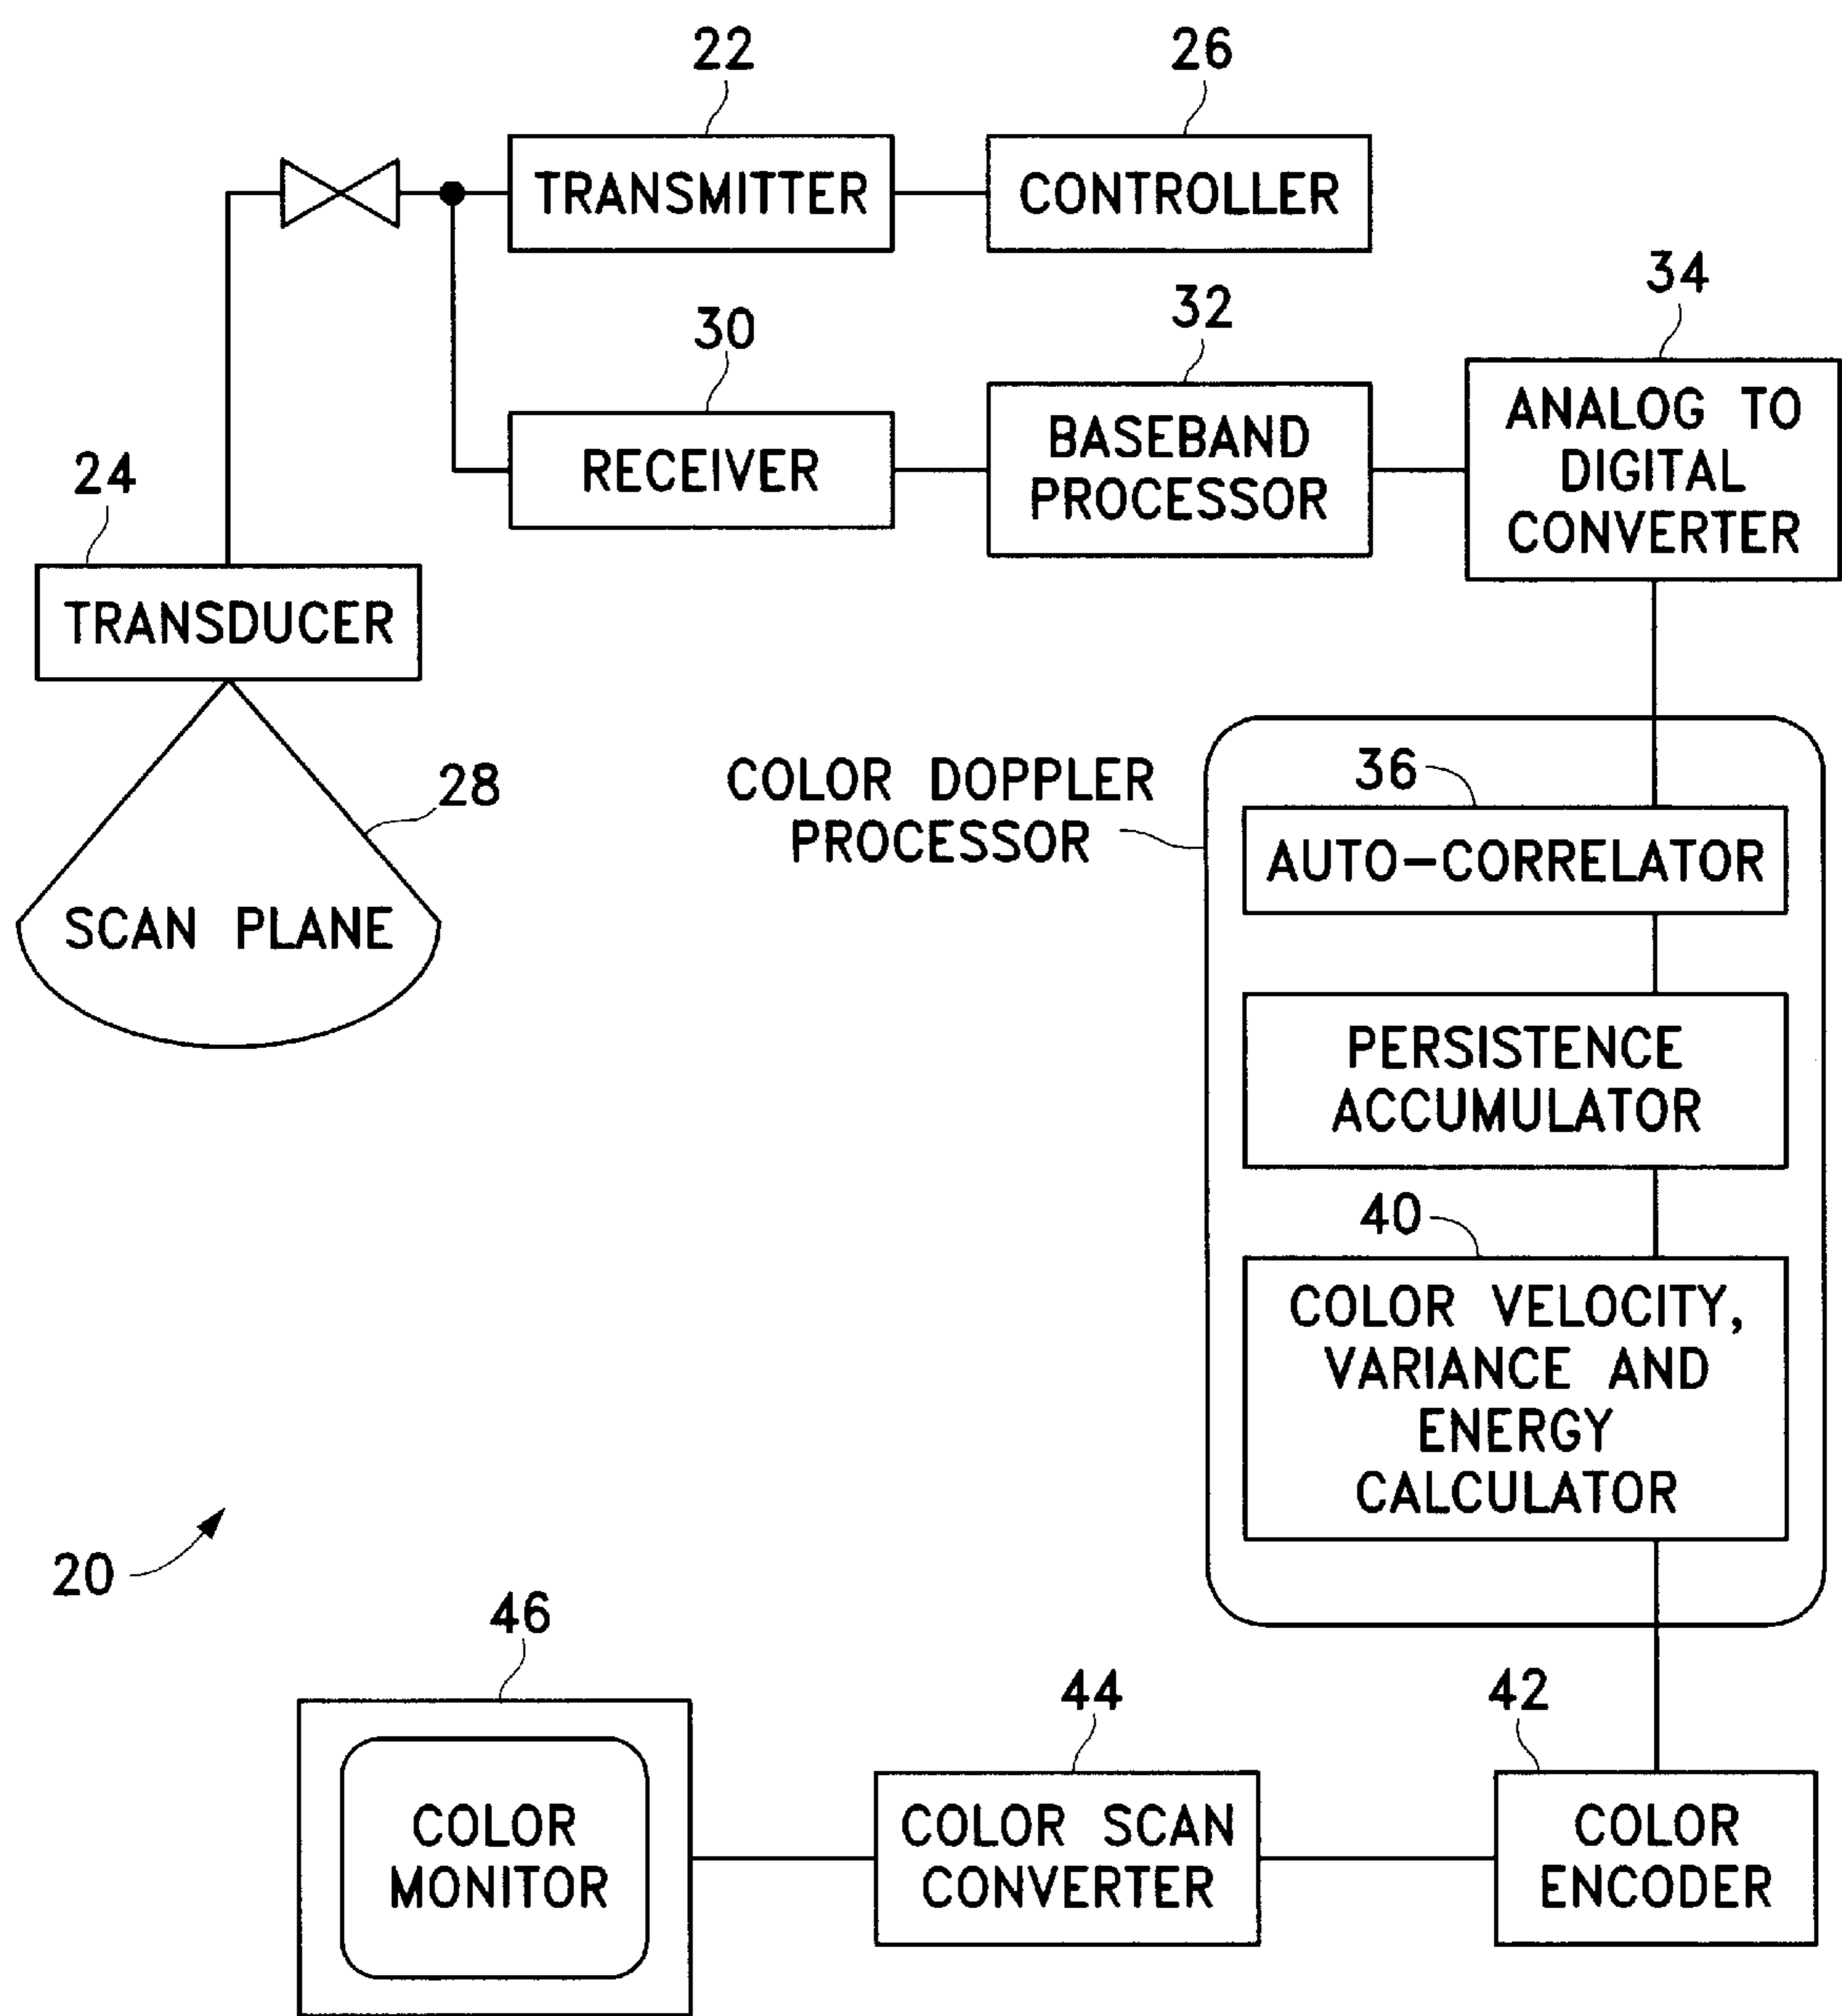 22
26
TRANSMITTER
CONTROLLER
34
30
32
ANALOG TO
DIGITAL
CONVERTER
RECEIVER
BASEBAND
PROCESSOR
24
TRANSDUCER
28
SCAN PLANE
COLOR DOPPLER
PROCESSOR
36
AUTO-CORRELATOR
PERSISTENCE
ACCUMULATOR
40
COLOR VELOCITY,
VARIANCE AND
ENERGY
CALCULATOR
20
46
44
42
COLOR
MONITOR
COLOR SCAN
CONVERTER
COLOR
ENCODER